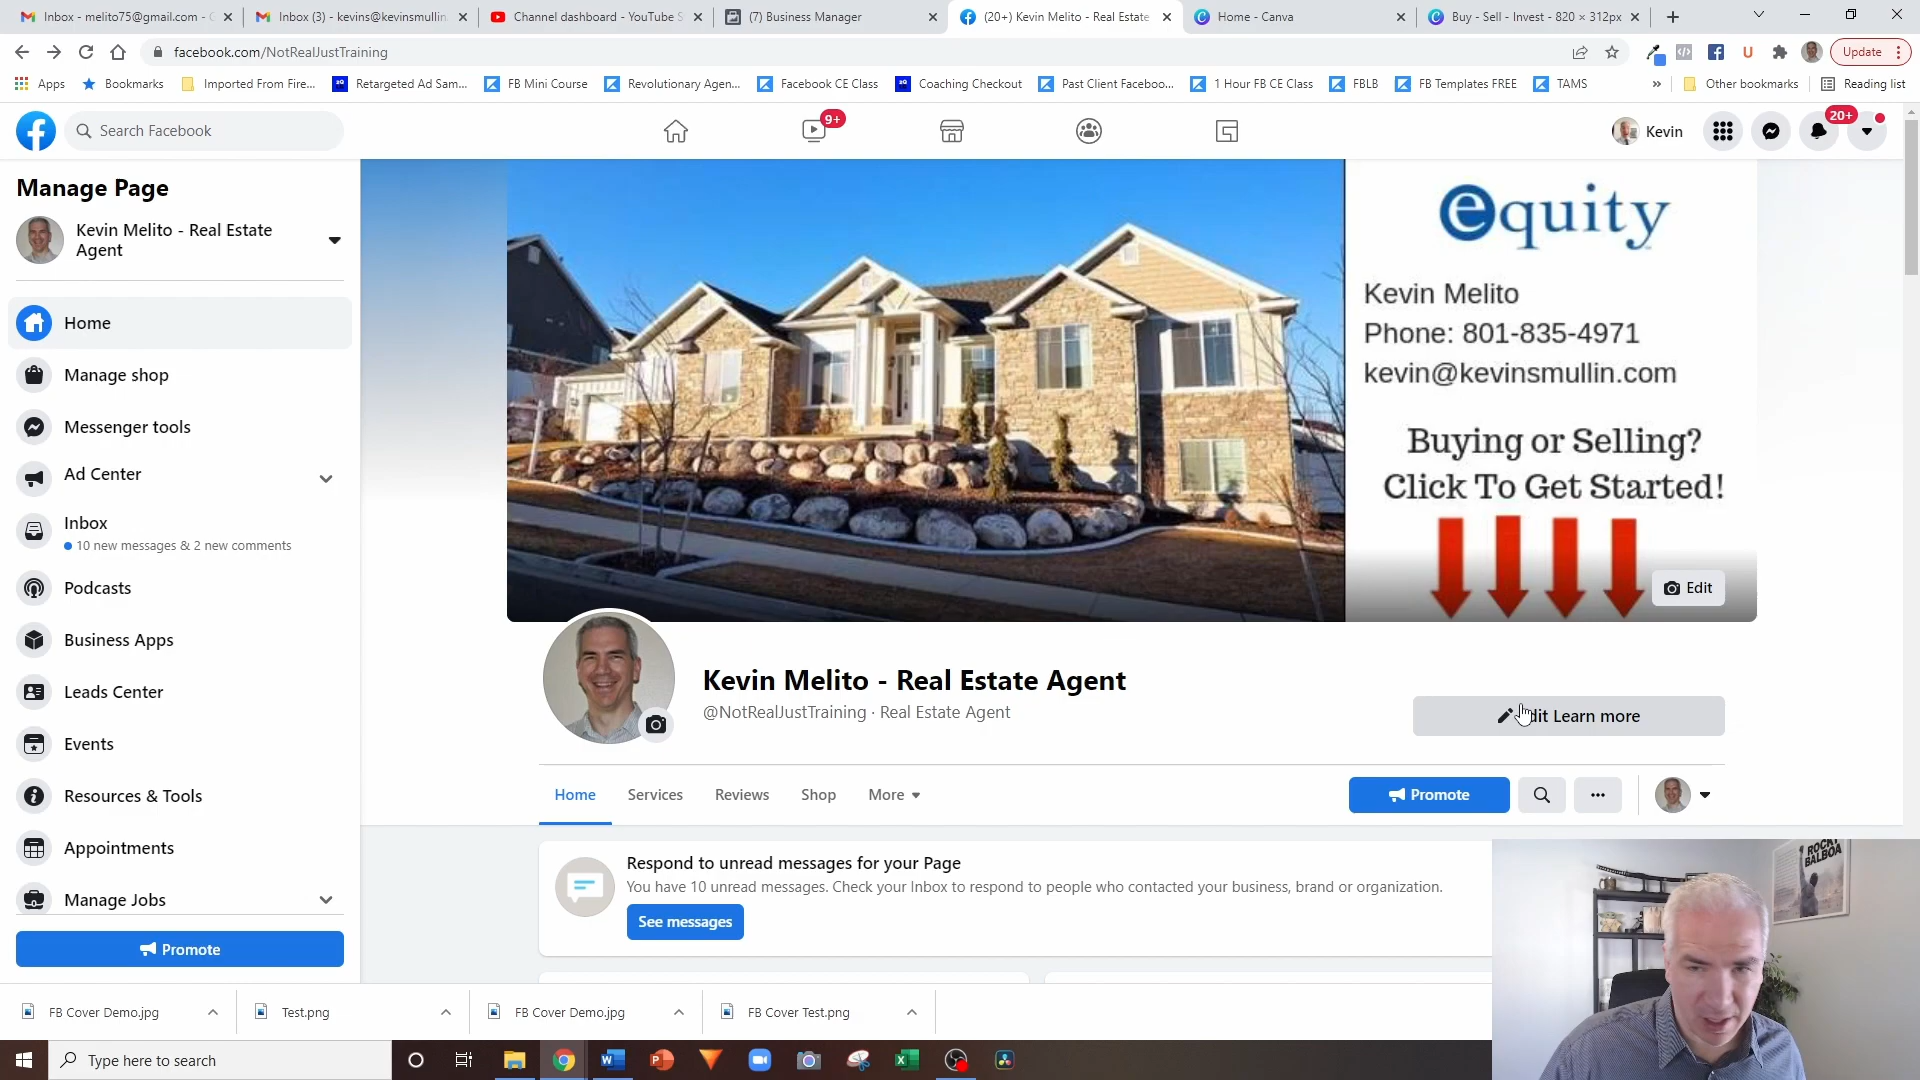 Inbox - melito75@gmail.com - G
Inbox (3) - kevins@kevinsmullin.
Channel dashboard - YouTube S
(7) Business Manager
(20+) Kevin Melito - Real Estate
Home - Canva
Buy - Sell - Invest - 820 × 312px
facebook.com/NotRealJustTraining
Update
Apps
Bookmarks
Imported From Fire...
Retargeted Ad Sam...
FB Mini Course
Revolutionary Agen...
Facebook CE Class
Coaching Checkout
Past Client Faceboo...
1 Hour FB CE Class
FBLB
FB Templates FREE
TAMS
»
Other bookmarks
Reading list
Search Facebook
9+
Kevin
20+
Manage Page
Kevin Melito - Real Estate
Agent
Home
Manage shop
Messenger tools
Ad Center
Inbox
10 new messages & 2 new comments
Podcasts
Business Apps
Leads Center
Events
Resources & Tools
Appointments
Manage Jobs
Promote
equity
Kevin Melito
Phone: 801-835-4971
kevin@kevinsmullin.com
Buying or Selling?
Click To Get Started!
Edit
Kevin Melito - Real Estate Agent
@NotRealJustTraining · Real Estate Agent
Edit Learn more
Home
Services
Reviews
Shop
More
Promote
Respond to unread messages for your Page
You have 10 unread messages. Check your Inbox to respond to people who contacted your business, brand or organization.
See messages
ROCKY
BALBOA
FB Cover Demo.jpg
Test.png
FB Cover Demo.jpg
FB Cover Test.png
Type here to search